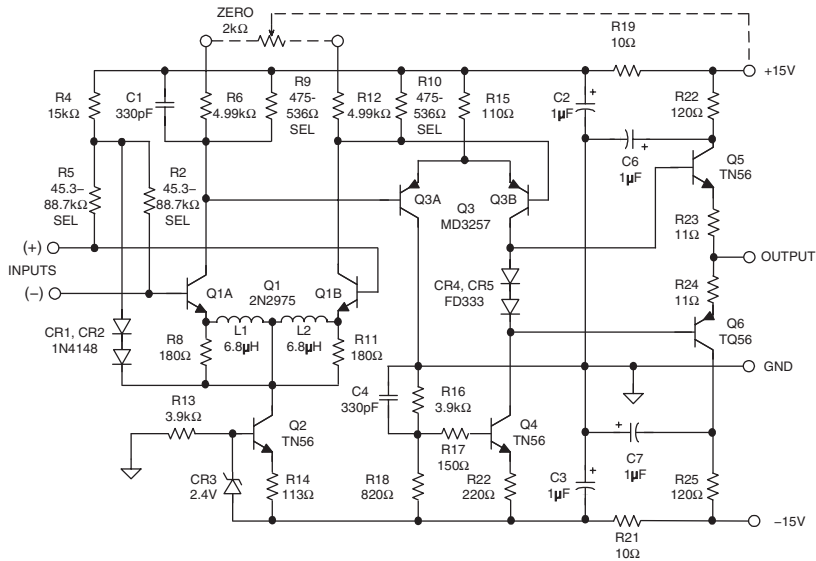 ZERO
2kΩ
R19
10Ω
+15V
R4
15kΩ
C1
330pF
R6
4.99kΩ
R9
475-
536Ω
SEL
R12
4.99kΩ
R10
475-
536Ω
SEL
R15
110Ω
C2
1µF
R22
120Ω
C6
1µF
Q5
TN56
R5
45.3–
88.7kΩ
SEL
R2
45.3–
88.7kΩ
SEL
Q3A
Q3
MD3257
Q3B
R23
11Ω
(+)
INPUTS
(–)
OUTPUT
Q1A
Q1
2N2975
Q1B
CR4, CR5
FD333
R24
11Ω
CR1, CR2
1N4148
R8
180Ω
L1
6.8µH
L2
6.8µH
R11
180Ω
Q6
TQ56
GND
R13
3.9kΩ
C4
330pF
R16
3.9kΩ
Q4
TN56
Q2
TN56
R17
150Ω
C7
1µF
CR3
2.4V
R14
113Ω
R18
820Ω
R22
220Ω
C3
1µF
R25
120Ω
–15V
R21
10Ω
+
+
+
+